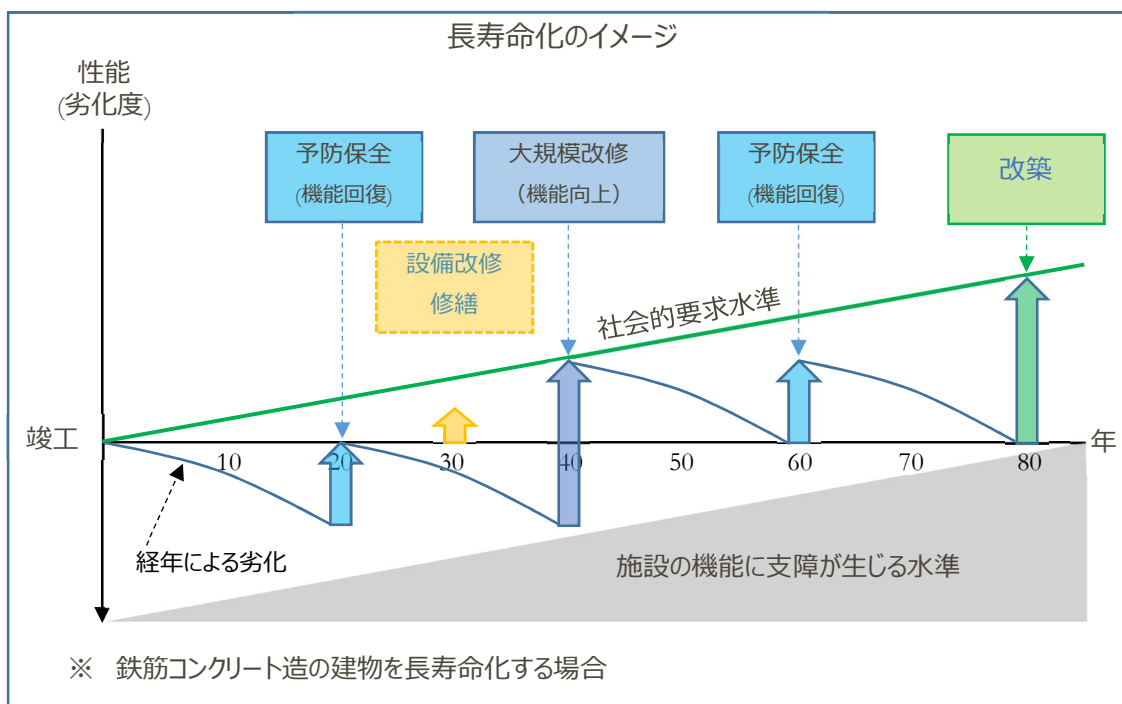 長寿命化のイメージ
性能
(劣化度)
予防保全
(機能回復)
大規模改修
（機能向上）
予防保全
(機能回復)
改築
設備改修
修繕
社会的要求水準
竣工
10
20
30
40
50
60
70
80
年
経年による劣化
施設の機能に支障が生じる水準
※　鉄筋コンクリート造の建物を長寿命化する場合